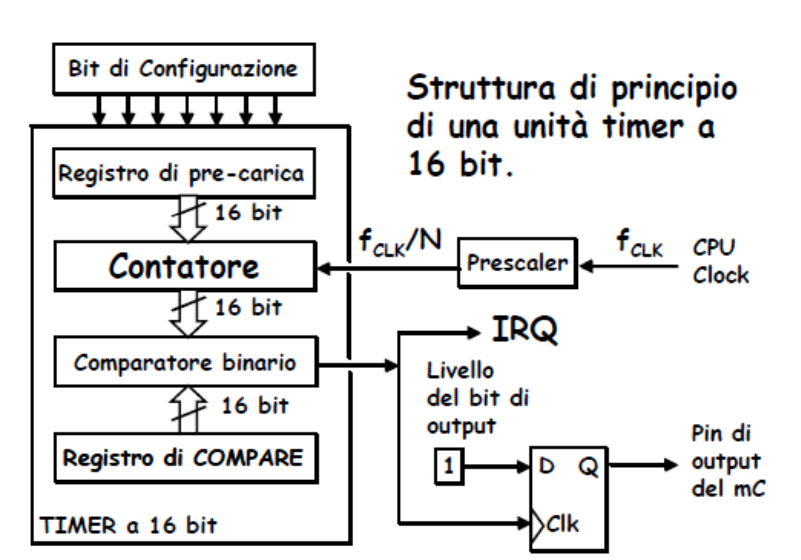 Bit di Configurazione
Struttura di principio
di una unità timer a
16 bit.
Registro di pre-carica
16 bit
Contatore
fCLK/N
Prescaler
fCLK
CPU
Clock
16 bit
IRQ
Comparatore binario
Livello
del bit di
output
16 bit
Registro di COMPARE
1
D Q
Pin di
output
del mC
Clk
TIMER a 16 bit